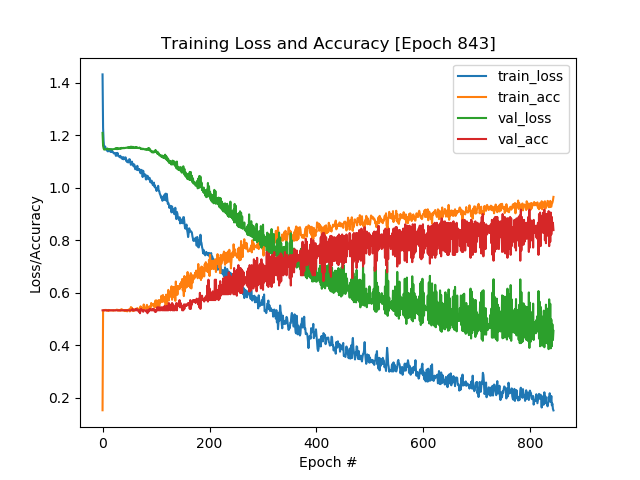 Training Loss and Accuracy [Epoch 843]
train_loss
train_acc
val_loss
val_acc
1.4
1.2
1.0
0.8
0.6
0.4
0.2
Loss/Accuracy
0 200 400 600 800
Epoch #